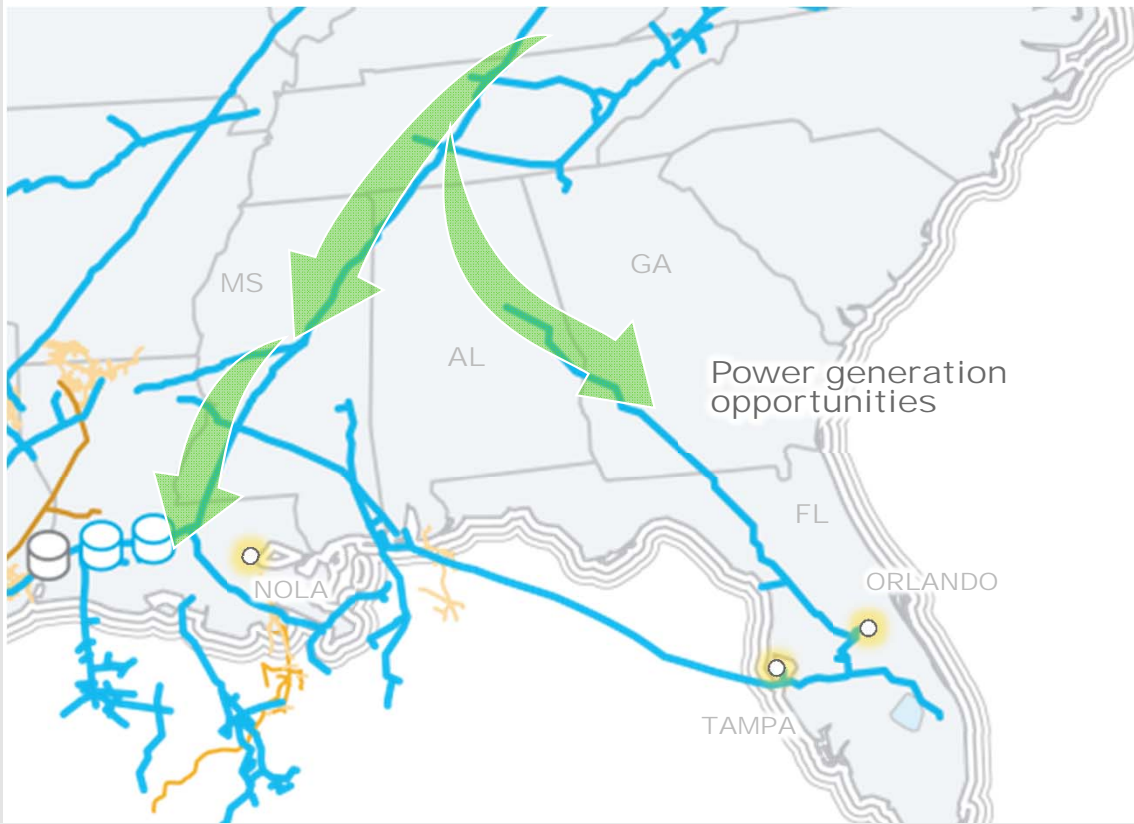 MS
GA
AL
Power generation
opportunities
FL
ORLANDO
NOLA
TAMPA